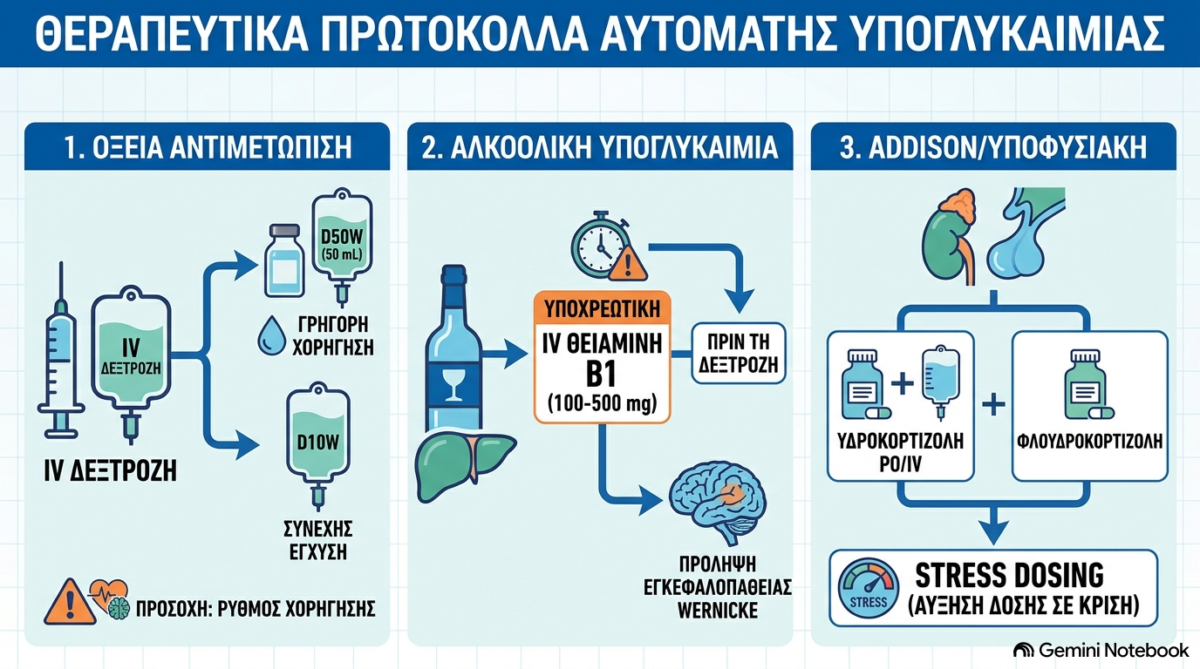 ΘΕΡΑΠΕΥΤΙΚΑ ΠΡΩΤΟΚΟΛΛΑ ΑΥΤΟΜΑΤΗΣ ΥΠΟΓΛΥΚΑΙΜΙΑΣ
1. ΟΞΕΙΑ ΑΝΤΙΜΕΤΩΠΙΣΗ
IV
ΔΕΞΤΡΟΖΗ
IV ΔΕΞΤΡΟΖΗ
D50W
(50 mL)
ΓΡΗΓΟΡΗ
ΧΟΡΗΓΗΣΗ
D10W
ΣΥΝΕΧΗΣ
ΕΓΧΥΣΗ
ΠΡΟΣΟΧΗ: ΡΥΘΜΟΣ ΧΟΡΗΓΗΣΗΣ
2. ΑΛΚΟΟΛΙΚΗ ΥΠΟΓΛΥΚΑΙΜΙΑ
ΥΠΟΧΡΕΩΤΙΚΗ
IV ΘΕΙΑΜΙΝΗ
B1
(100-500 mg)
ΠΡΙΝ ΤΗ
ΔΕΞΤΡΟΖΗ
ΠΡΟΛΗΨΗ
ΕΓΚΕΦΑΛΟΠΑΘΕΙΑΣ
WERNICKE
3. ADDISON/ΥΠΟΦΥΣΙΑΚΗ
+
ΥΔΡΟΚΟΡΤΙΖΟΛΗ
PO/IV
+
ΦΛΟΥΔΡΟΚΟΡΤΙΖΟΛΗ
STRESS
STRESS DOSING
(ΑΥΞΗΣΗ ΔΟΣΗΣ ΣΕ ΚΡΙΣΗ)
Gemini Notebook